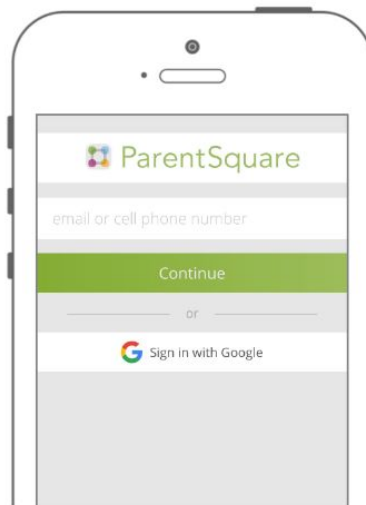 ParentSquare
email or cell phone number
Continue
or
Sign in with Google